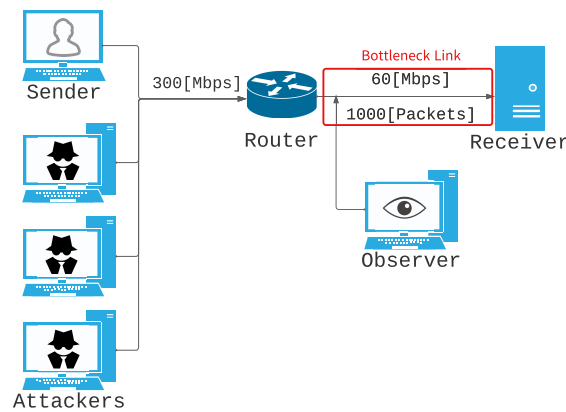 Sender
300[Mbps]
Router
Bottleneck Link
60[Mbps]
1000[Packets]
Receiver
Observer
Attackers